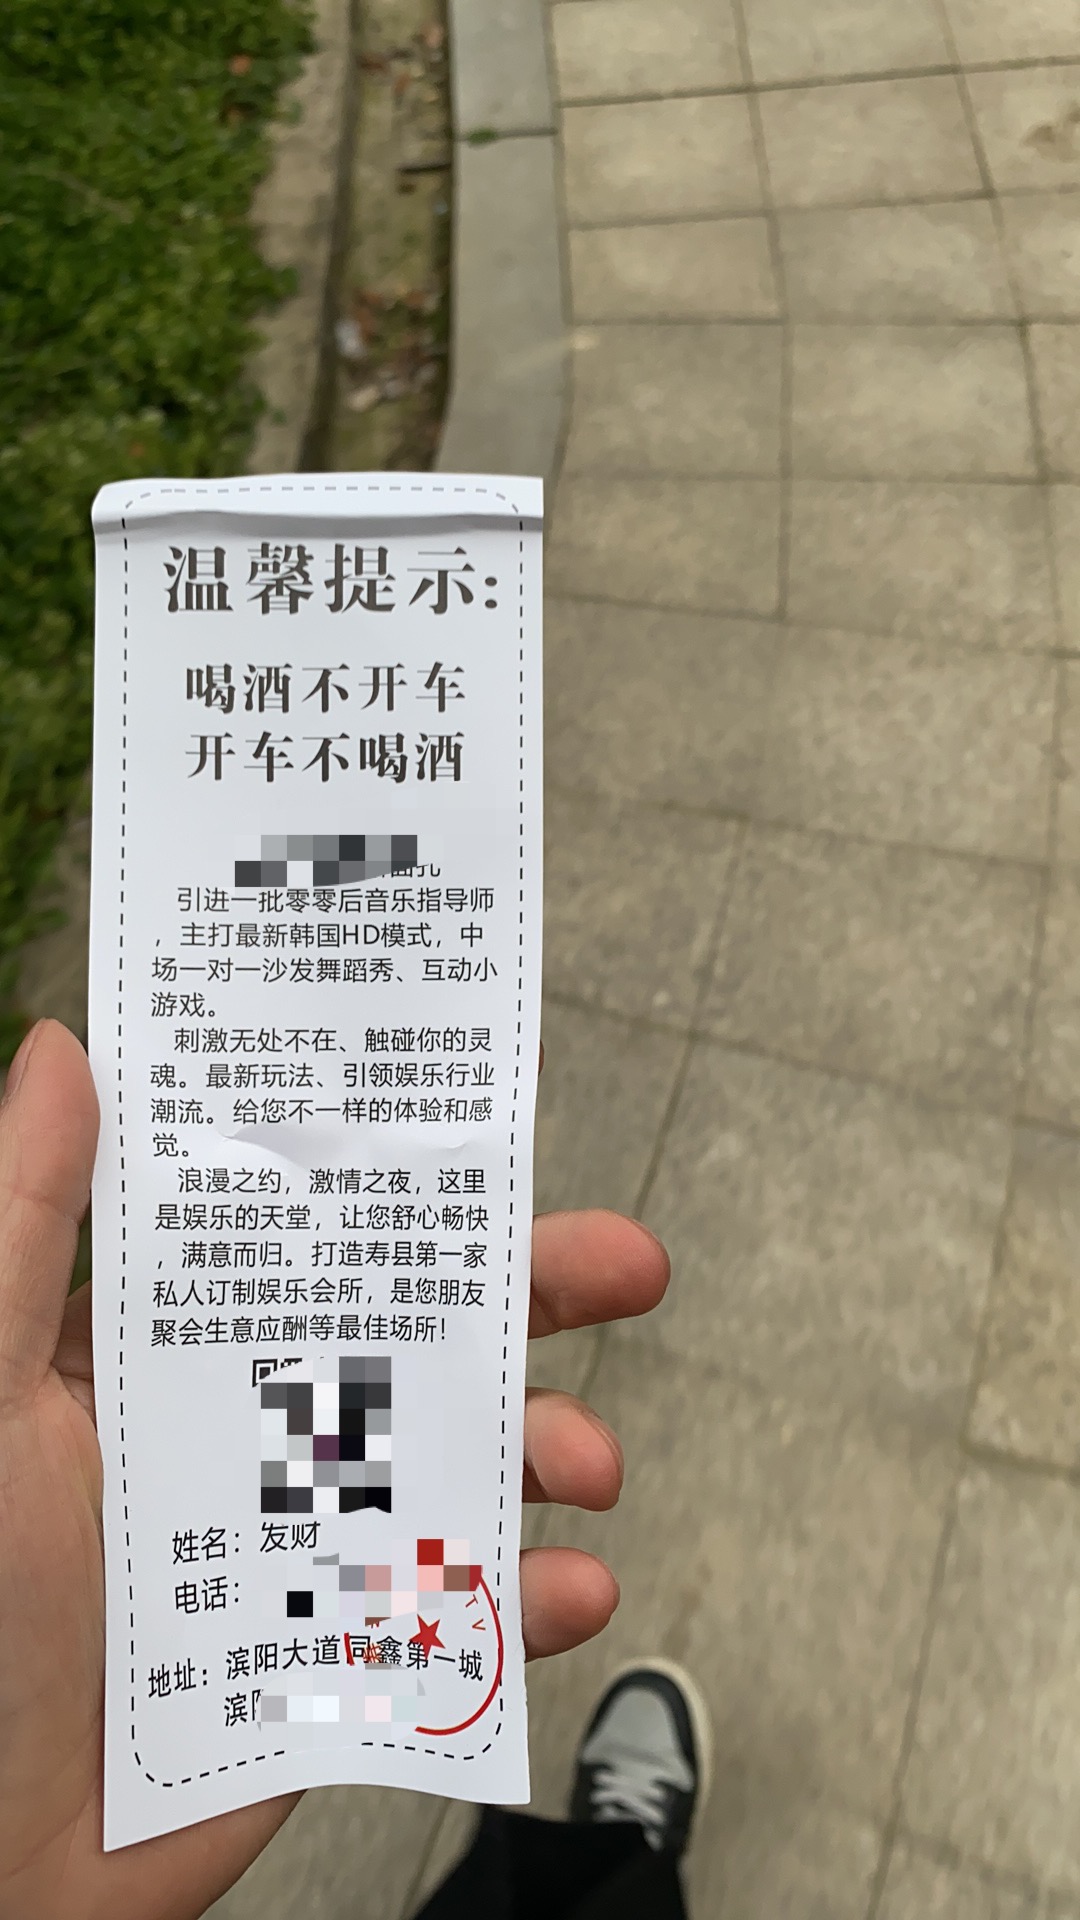 温馨提示:
喝酒不开车
开车不喝酒
引进一批零零后音乐指导师
，主打最新韩国HD模式，中
场一对一沙发舞蹈秀、互动小
游戏。
刺激无处不在、触碰你的灵
魂。最新玩法、引领娱乐行业
潮流。给您不一样的体验和感
觉。
浪漫之约，激情之夜，这里
是娱乐的天堂，让您舒心畅快
，满意而归。打造寿县第一家
私人订制娱乐会所，是您朋友
聚会生意应酬等最佳场所！
姓名：发财
电话：
地址：滨阳大道同鑫第一城
滨
TV